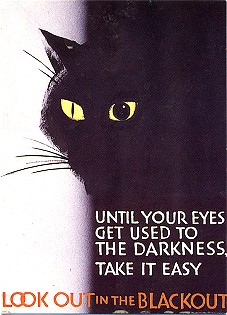 UNTIL YOUR EYES
GET USED TO
THE DARKNESS,
TAKE IT EASY
LOOK OUT IN THE BLACKOUT